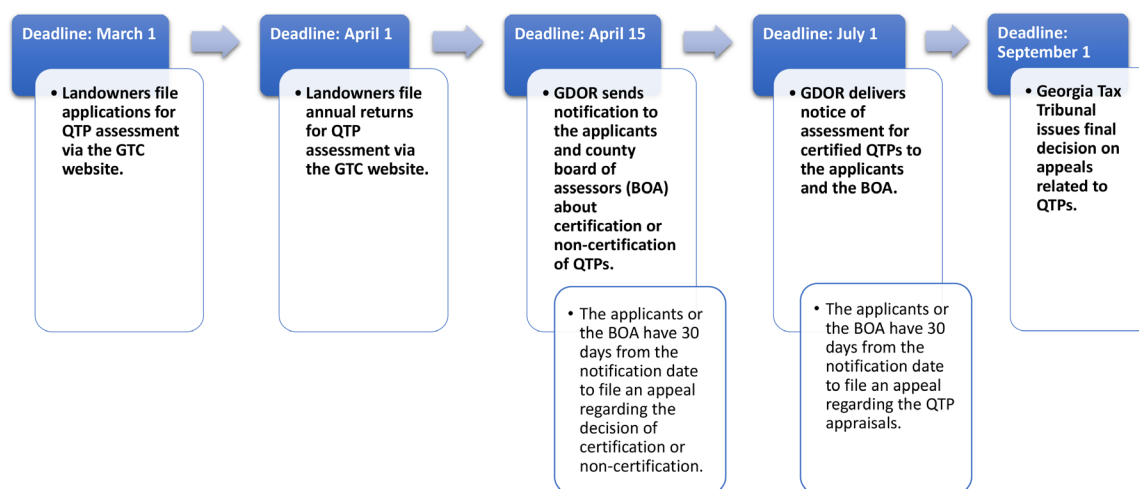 Deadline: March 1
• Landowners file
applications for
QTP assessment
via the GTC
website.
Deadline: April 1
• Landowners file
annual returns
for QTP
assessment via
the GTC website.
Deadline: April 15
• GDOR sends
notification to
the applicants
and county
board of
assessors (BOA)
about
certification or
non-certification
of QTPs.
• The applicants or
the BOA have 30
days from the
notification date
to file an appeal
regarding the
decision of
certification or
non-certification.
Deadline: July 1
• GDOR delivers
notice of
assessment for
certified QTPs to
the applicants
and the BOA.
• The applicants or
the BOA have 30
days from the
notification date
to file an appeal
regarding the QTP
appraisals.
Deadline:
September 1
• Georgia Tax
Tribunal
issues final
decision on
appeals
related to
QTPs.